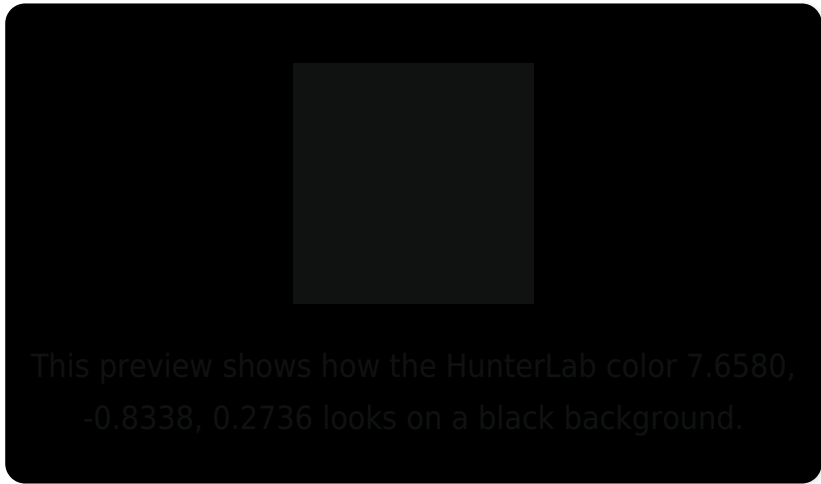 This preview shows how the HunterLab color 7.6580,
-0.8338, 0.2736 looks on a black background.